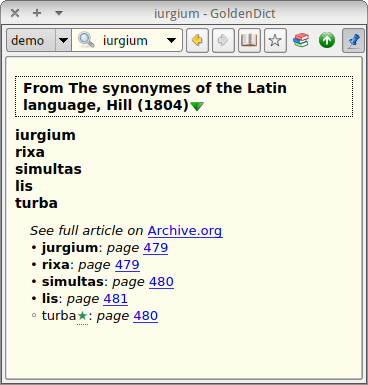 iurgium - GoldenDict
demo iurgium
From The synonymes of the Latin
language, Hill (1804)
iurgium
rixa
simultas
lis
turba
See full article on Archive.org
• jurgium: page 479
• rixa: page 479
• simultas: page 480
• lis: page 481
◦ turba★: page 480